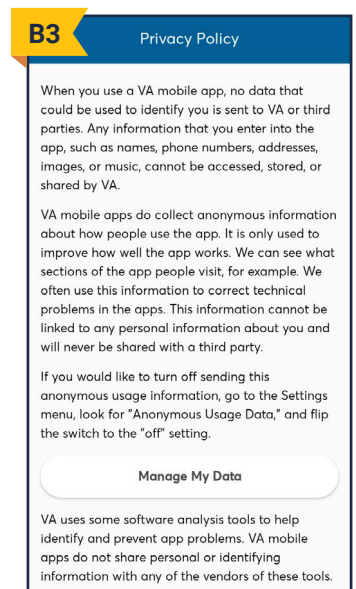 B3
Privacy Policy
When you use a VA mobile app, no data that
could be used to identify you is sent to VA or third
parties. Any information that you enter into the
app, such as names, phone numbers, addresses,
images, or music, cannot be accessed, stored, or
shared by VA.
VA mobile apps do collect anonymous information
about how people use the app. It is only used to
improve how well the app works. We can see what
sections of the app people visit, for example. We
often use this information to correct technical
problems in the apps. This information cannot be
linked to any personal information about you and
will never be shared with a third party.
If you would like to turn off sending this
anonymous usage information, go to the Settings
menu, look for "Anonymous Usage Data," and flip
the switch to the "off" setting.
Manage My Data
VA uses some software analysis tools to help
identify and prevent app problems. VA mobile
apps do not share personal or identifying
information with any of the vendors of these tools.